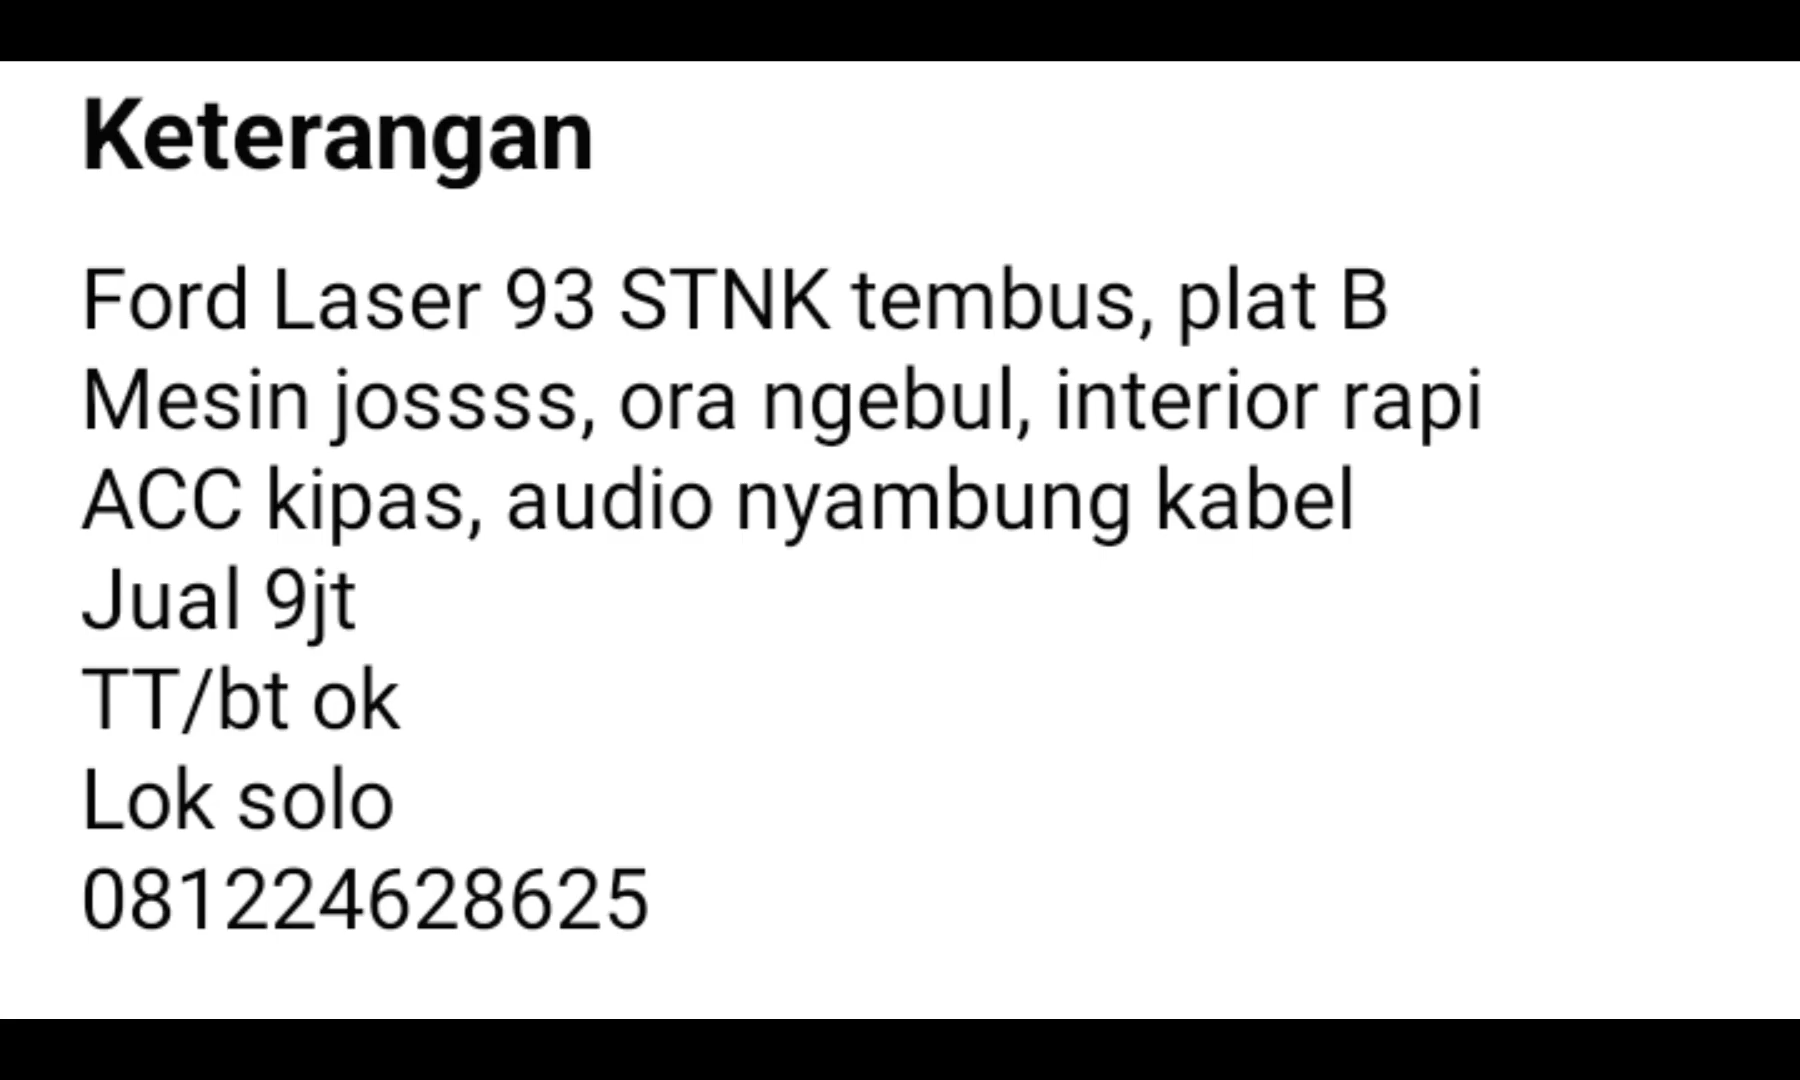 Keterangan
Ford Laser 93 STNK tembus, plat B
Mesin jossss, ora ngebul, interior rapi
ACC kipas, audio nyambung kabel
Jual 9jt
TT/bt ok
Lok solo
081224628625